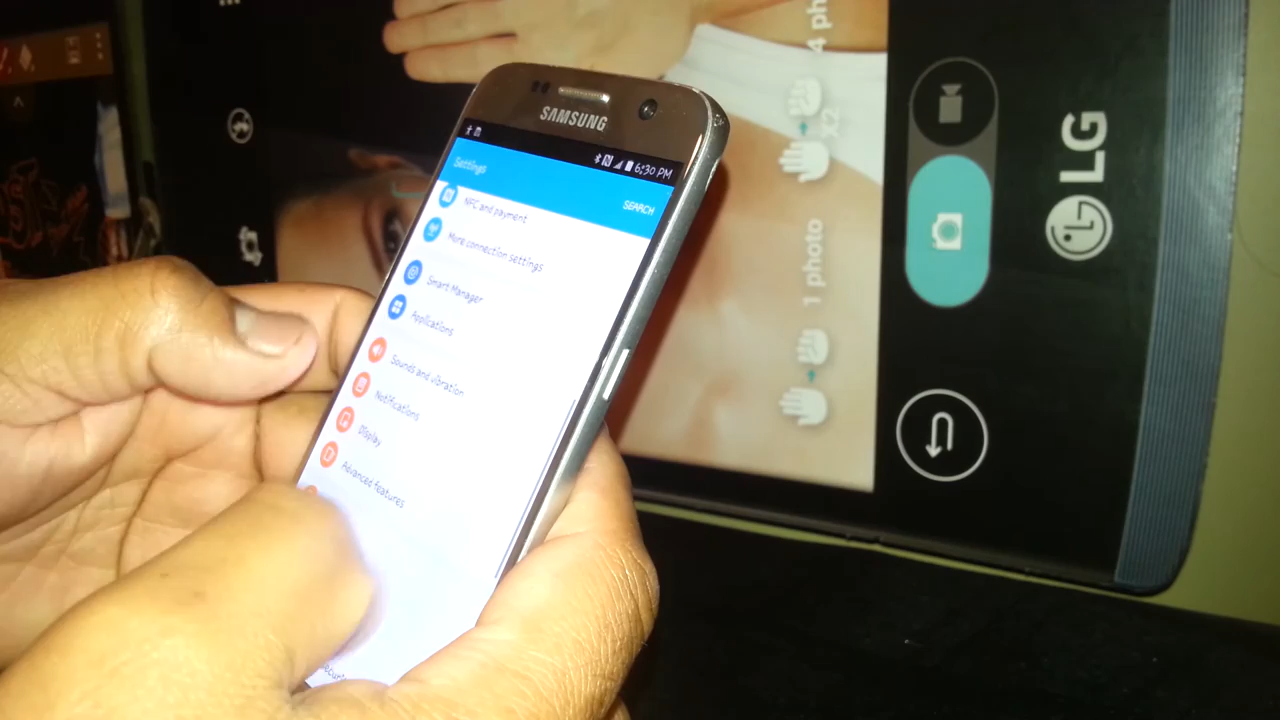 SAMSUNG
6:30 PM
Settings
SEARCH
NFC and payment
More connection settings
Smart Manager
Applications
Sounds and vibration
Notifications
Display
Advanced features
1 photo
X2
4 ph
LG